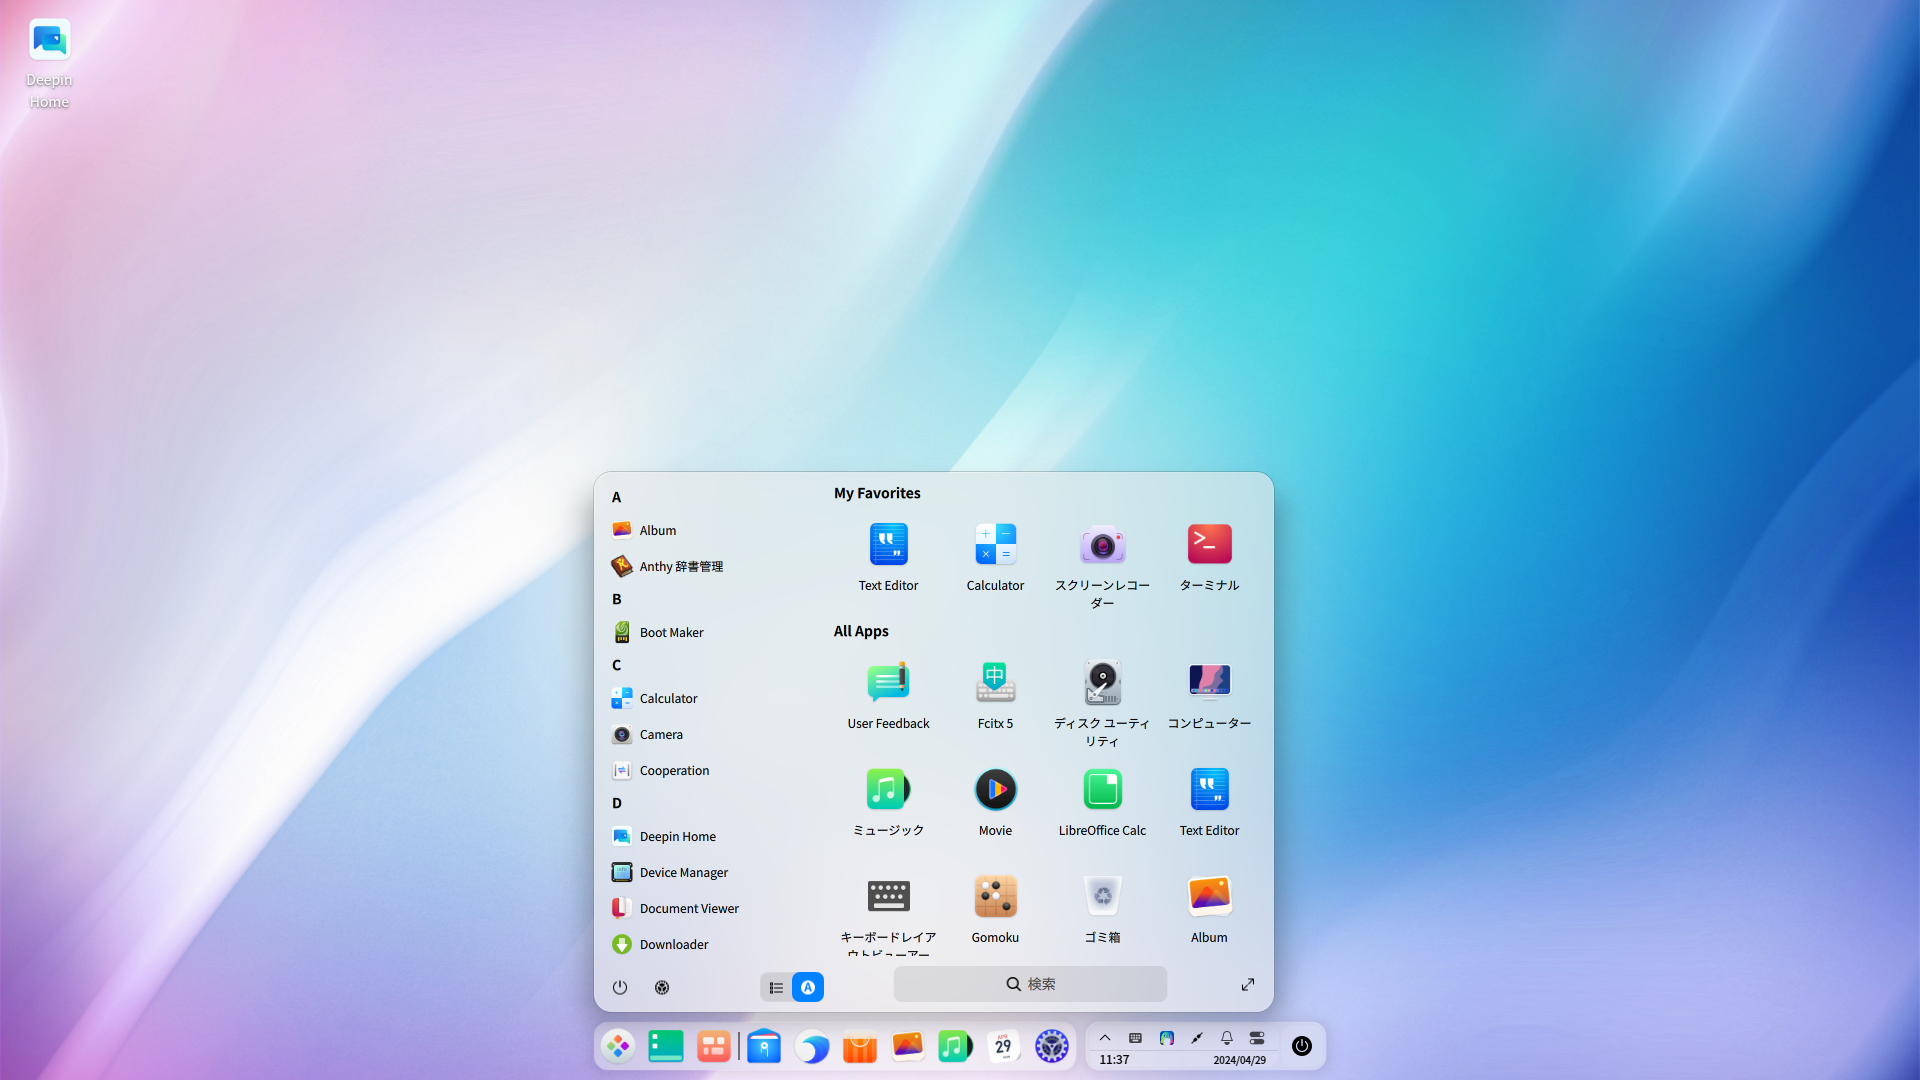 Deepin
Home
A
Album
Anthy 辞書管理
B
Boot Maker
C
Calculator
Camera
Cooperation
D
Deepin Home
Device Manager
Document Viewer
Downloader
My Favorites
Text Editor
Calculator
スクリーンレコー
ダー
ターミナル
All Apps
User Feedback
Fcitx 5
ディスク ユーティ
リティ
コンピューター
ミュージック
Movie
LibreOffice Calc
Text Editor
キーボードレイア
ウトビューアー
Gomoku
ゴミ箱
Album
検索
29
11:37
2024/04/29